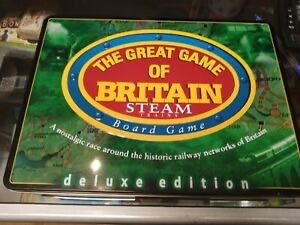 THE GREAT GAME
OF
BRITAIN
STEAM
TRAINS
Board Game
A nostalgic race around the historic railway networks of Britain
deluxe edition